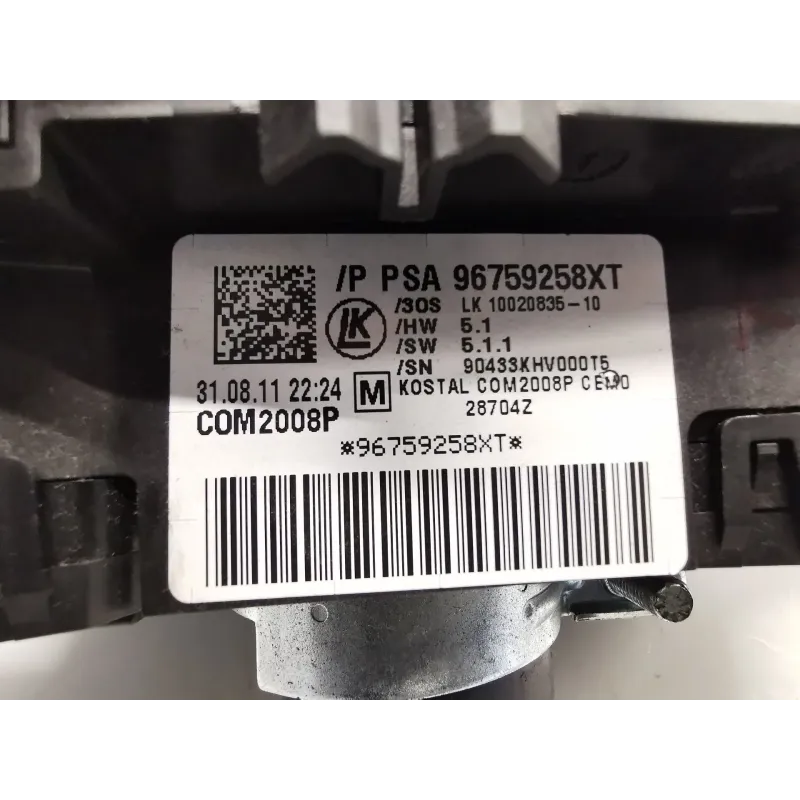 /P PSA 96759258XT
/3OS LK 10020835-10
LK
/HW 5.1
/SW 5.1.1
/SN 90433KHV000T5
31.08.11 22:24 M KOSTAL COM2008P
COM2008P 28704Z
*96759258XT*